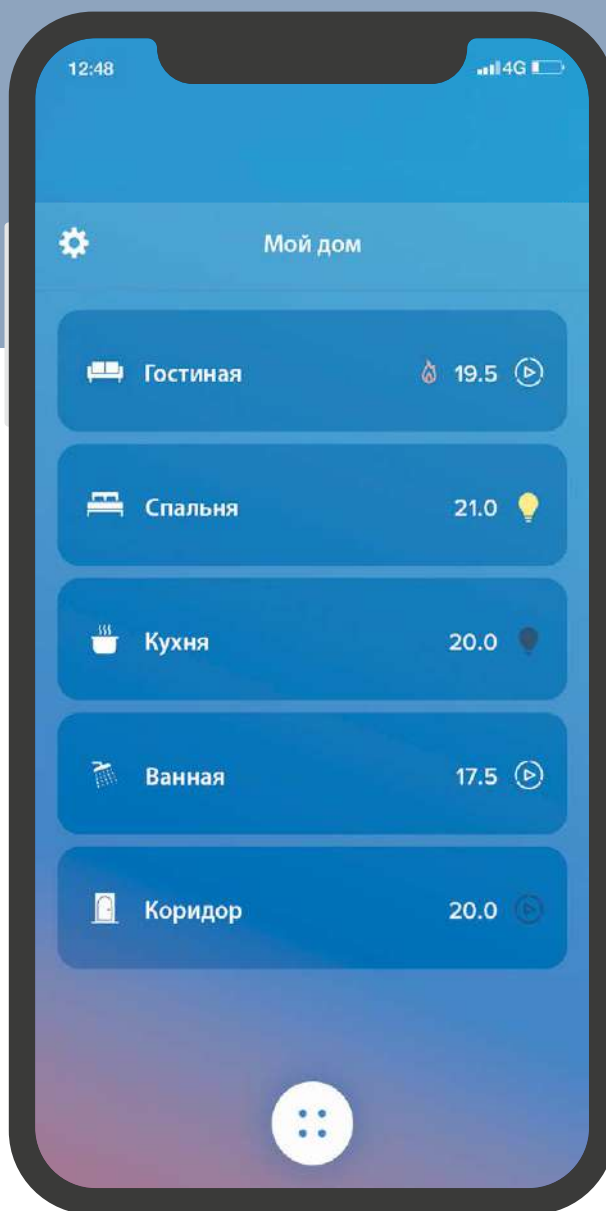 12:48
4G
Мой дом
Гостиная 19.5
Спальня 21.0
Кухня 20.0
Ванная 17.5
Коридор 20.0